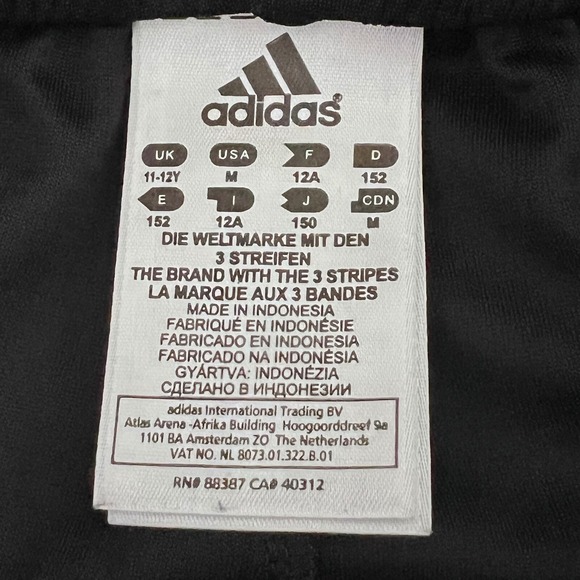 adidas®
UK USA F D
11-12Y M 12A 152
E I J CDN
152 12A 150 M
DIE WELTMARKE MIT DEN
3 STREIFEN
THE BRAND WITH THE 3 STRIPES
LA MARQUE AUX 3 BANDES
MADE IN INDONESIA
FABRIQUÉ EN INDONÉSIE
FABRICADO EN INDONESIA
FABRICADO NA INDONÉSIA
GYÁRTVA: INDONÉZIA
СДЕЛАНО В ИНДОНЕЗИИ
adidas International Trading BV
Atlas Arena -Afrika Building Hoogoorddreef 9a
1101 BA Amsterdam ZO The Netherlands
VAT NO. NL 8073.01.322.B.01
RN# 88387 CA# 40312